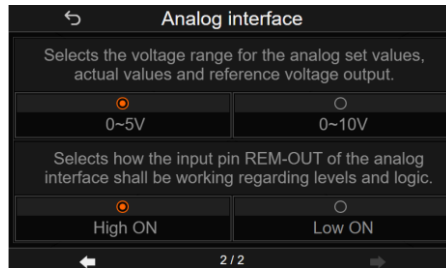 Analog interface
Selects the voltage range for the analog set values,
actual values and reference voltage output.
0~5V
0~10V
Selects how the input pin REM-OUT of the analog
interface shall be working regarding levels and logic.
High ON
Low ON
2 / 2